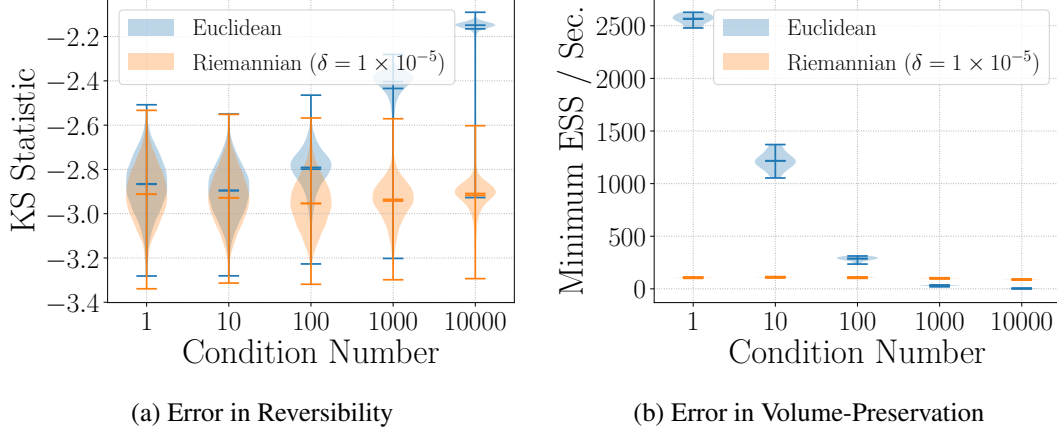 KS Statistic
−2.2
−2.4
−2.6
−2.8
−3.0
−3.2
−3.4
Euclidean
Riemannian (δ = 1 × 10⁻⁵)
1 10 100 1000 10000
Condition Number
(a) Error in Reversibility
Minimum ESS / Sec.
2500
2000
1500
1000
500
0
Euclidean
Riemannian (δ = 1 × 10⁻⁵)
1 10 100 1000 10000
Condition Number
(b) Error in Volume-Preservation